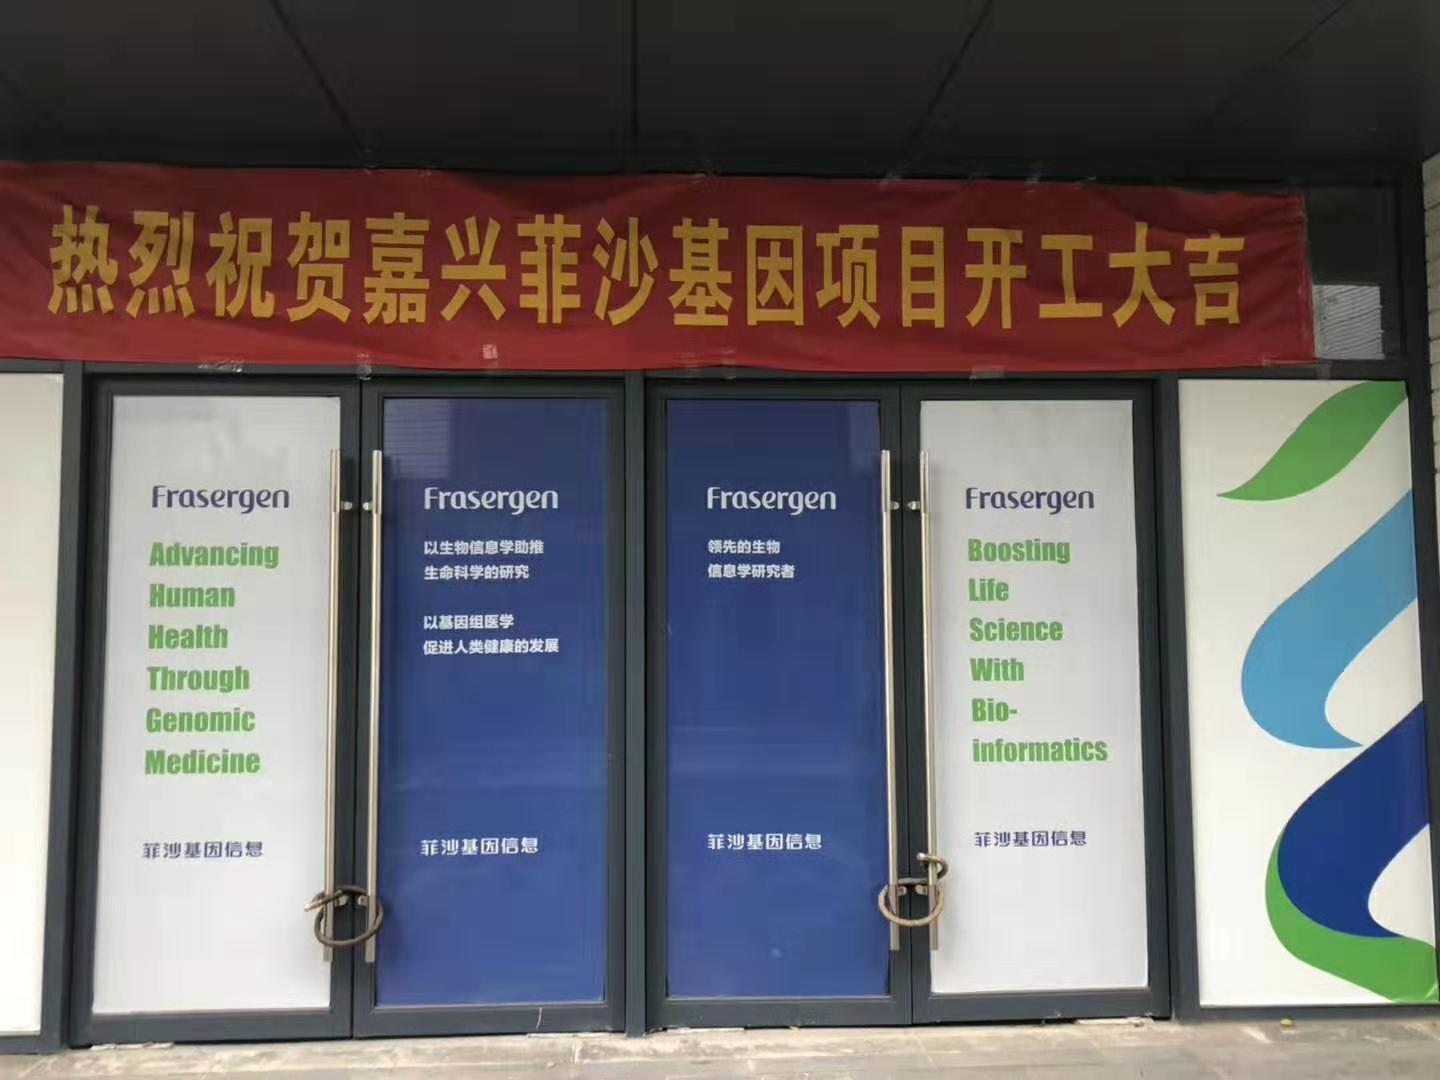 热烈祝贺嘉兴菲沙基因项目开工大吉
Frasergen
Advancing
Human
Health
Through
Genomic
Medicine
菲沙基因信息
Frasergen
以生物信息学助推
生命科学的研究
以基因组医学
促进人类健康的发展
菲沙基因信息
Frasergen
领先的生物
信息学研究者
菲沙基因信息
Frasergen
Boosting
Life
Science
With
Bio-
informatics
菲沙基因信息